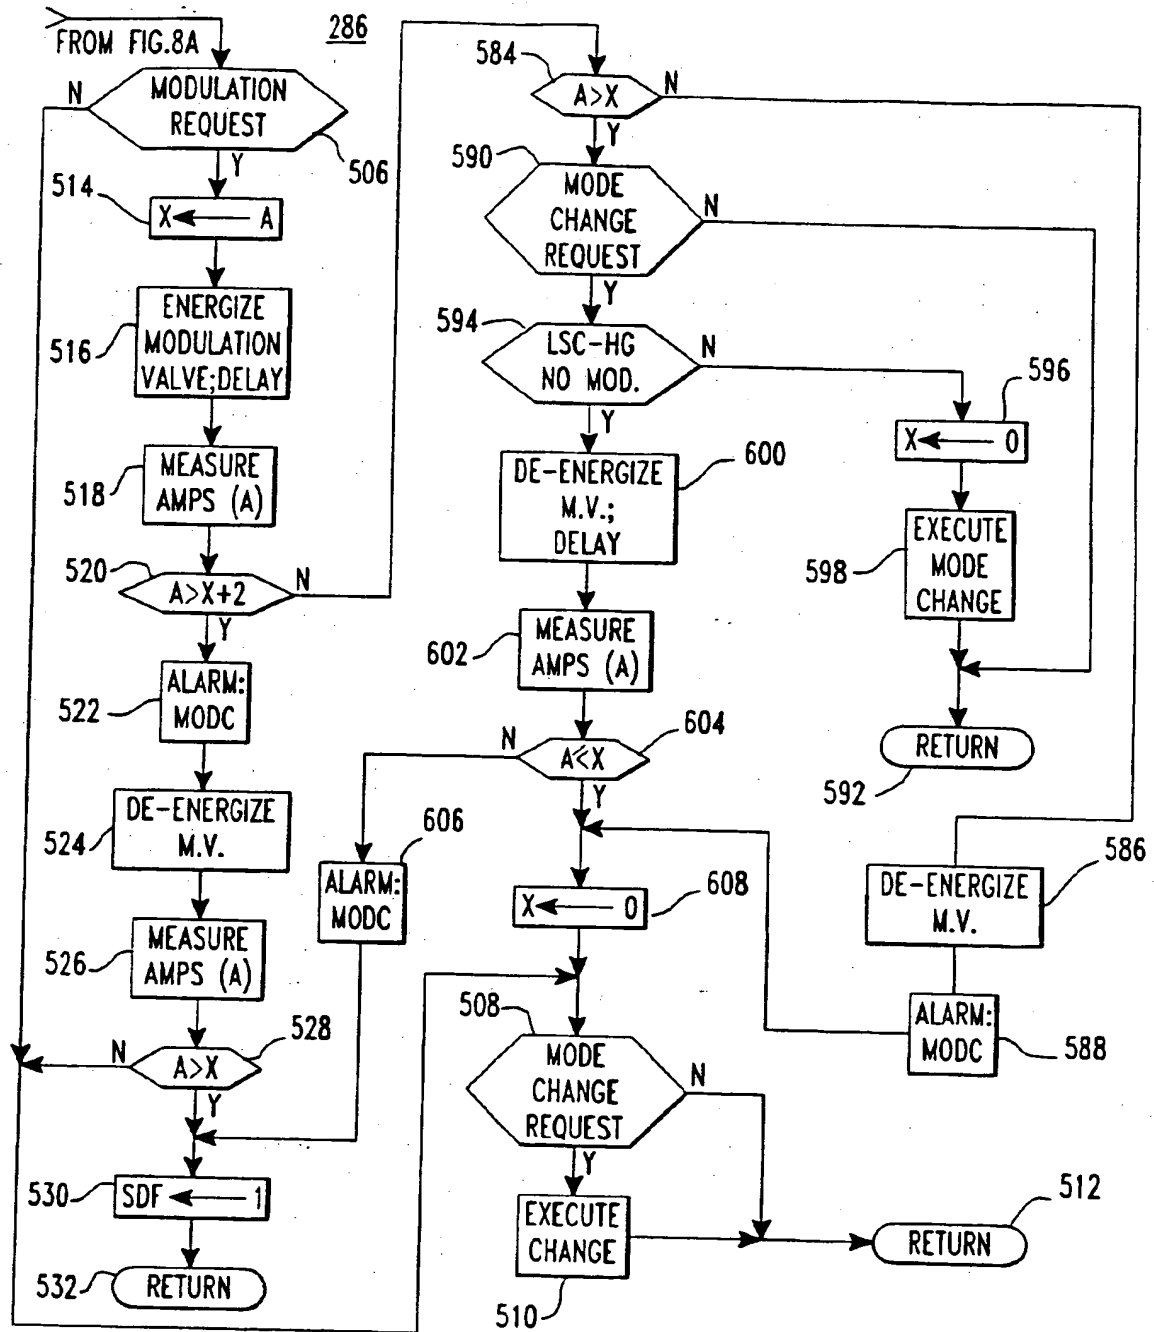 FROM FIG.8A
286
N
MODULATION
REQUEST
506
Y
514
X ← A
516
ENERGIZE
MODULATION
VALVE;DELAY
518
MEASURE
AMPS (A)
520
A>X+2
N
Y
522
ALARM:
MODC
524
DE-ENERGIZE
M.V.
526
MEASURE
AMPS (A)
528
N
A>X
Y
530
SDF ← 1
532
RETURN
584
A>X
N
Y
590
MODE
CHANGE
REQUEST
N
Y
594
LSC-HG
NO MOD.
N
Y
596
X ← 0
598
EXECUTE
MODE
CHANGE
RETURN
592
600
DE-ENERGIZE
M.V.;
DELAY
602
MEASURE
AMPS (A)
604
N
A≤X
Y
606
ALARM:
MODC
608
X ← 0
586
DE-ENERGIZE
M.V.
ALARM:
MODC
588
508
MODE
CHANGE
REQUEST
N
Y
EXECUTE
CHANGE
510
512
RETURN